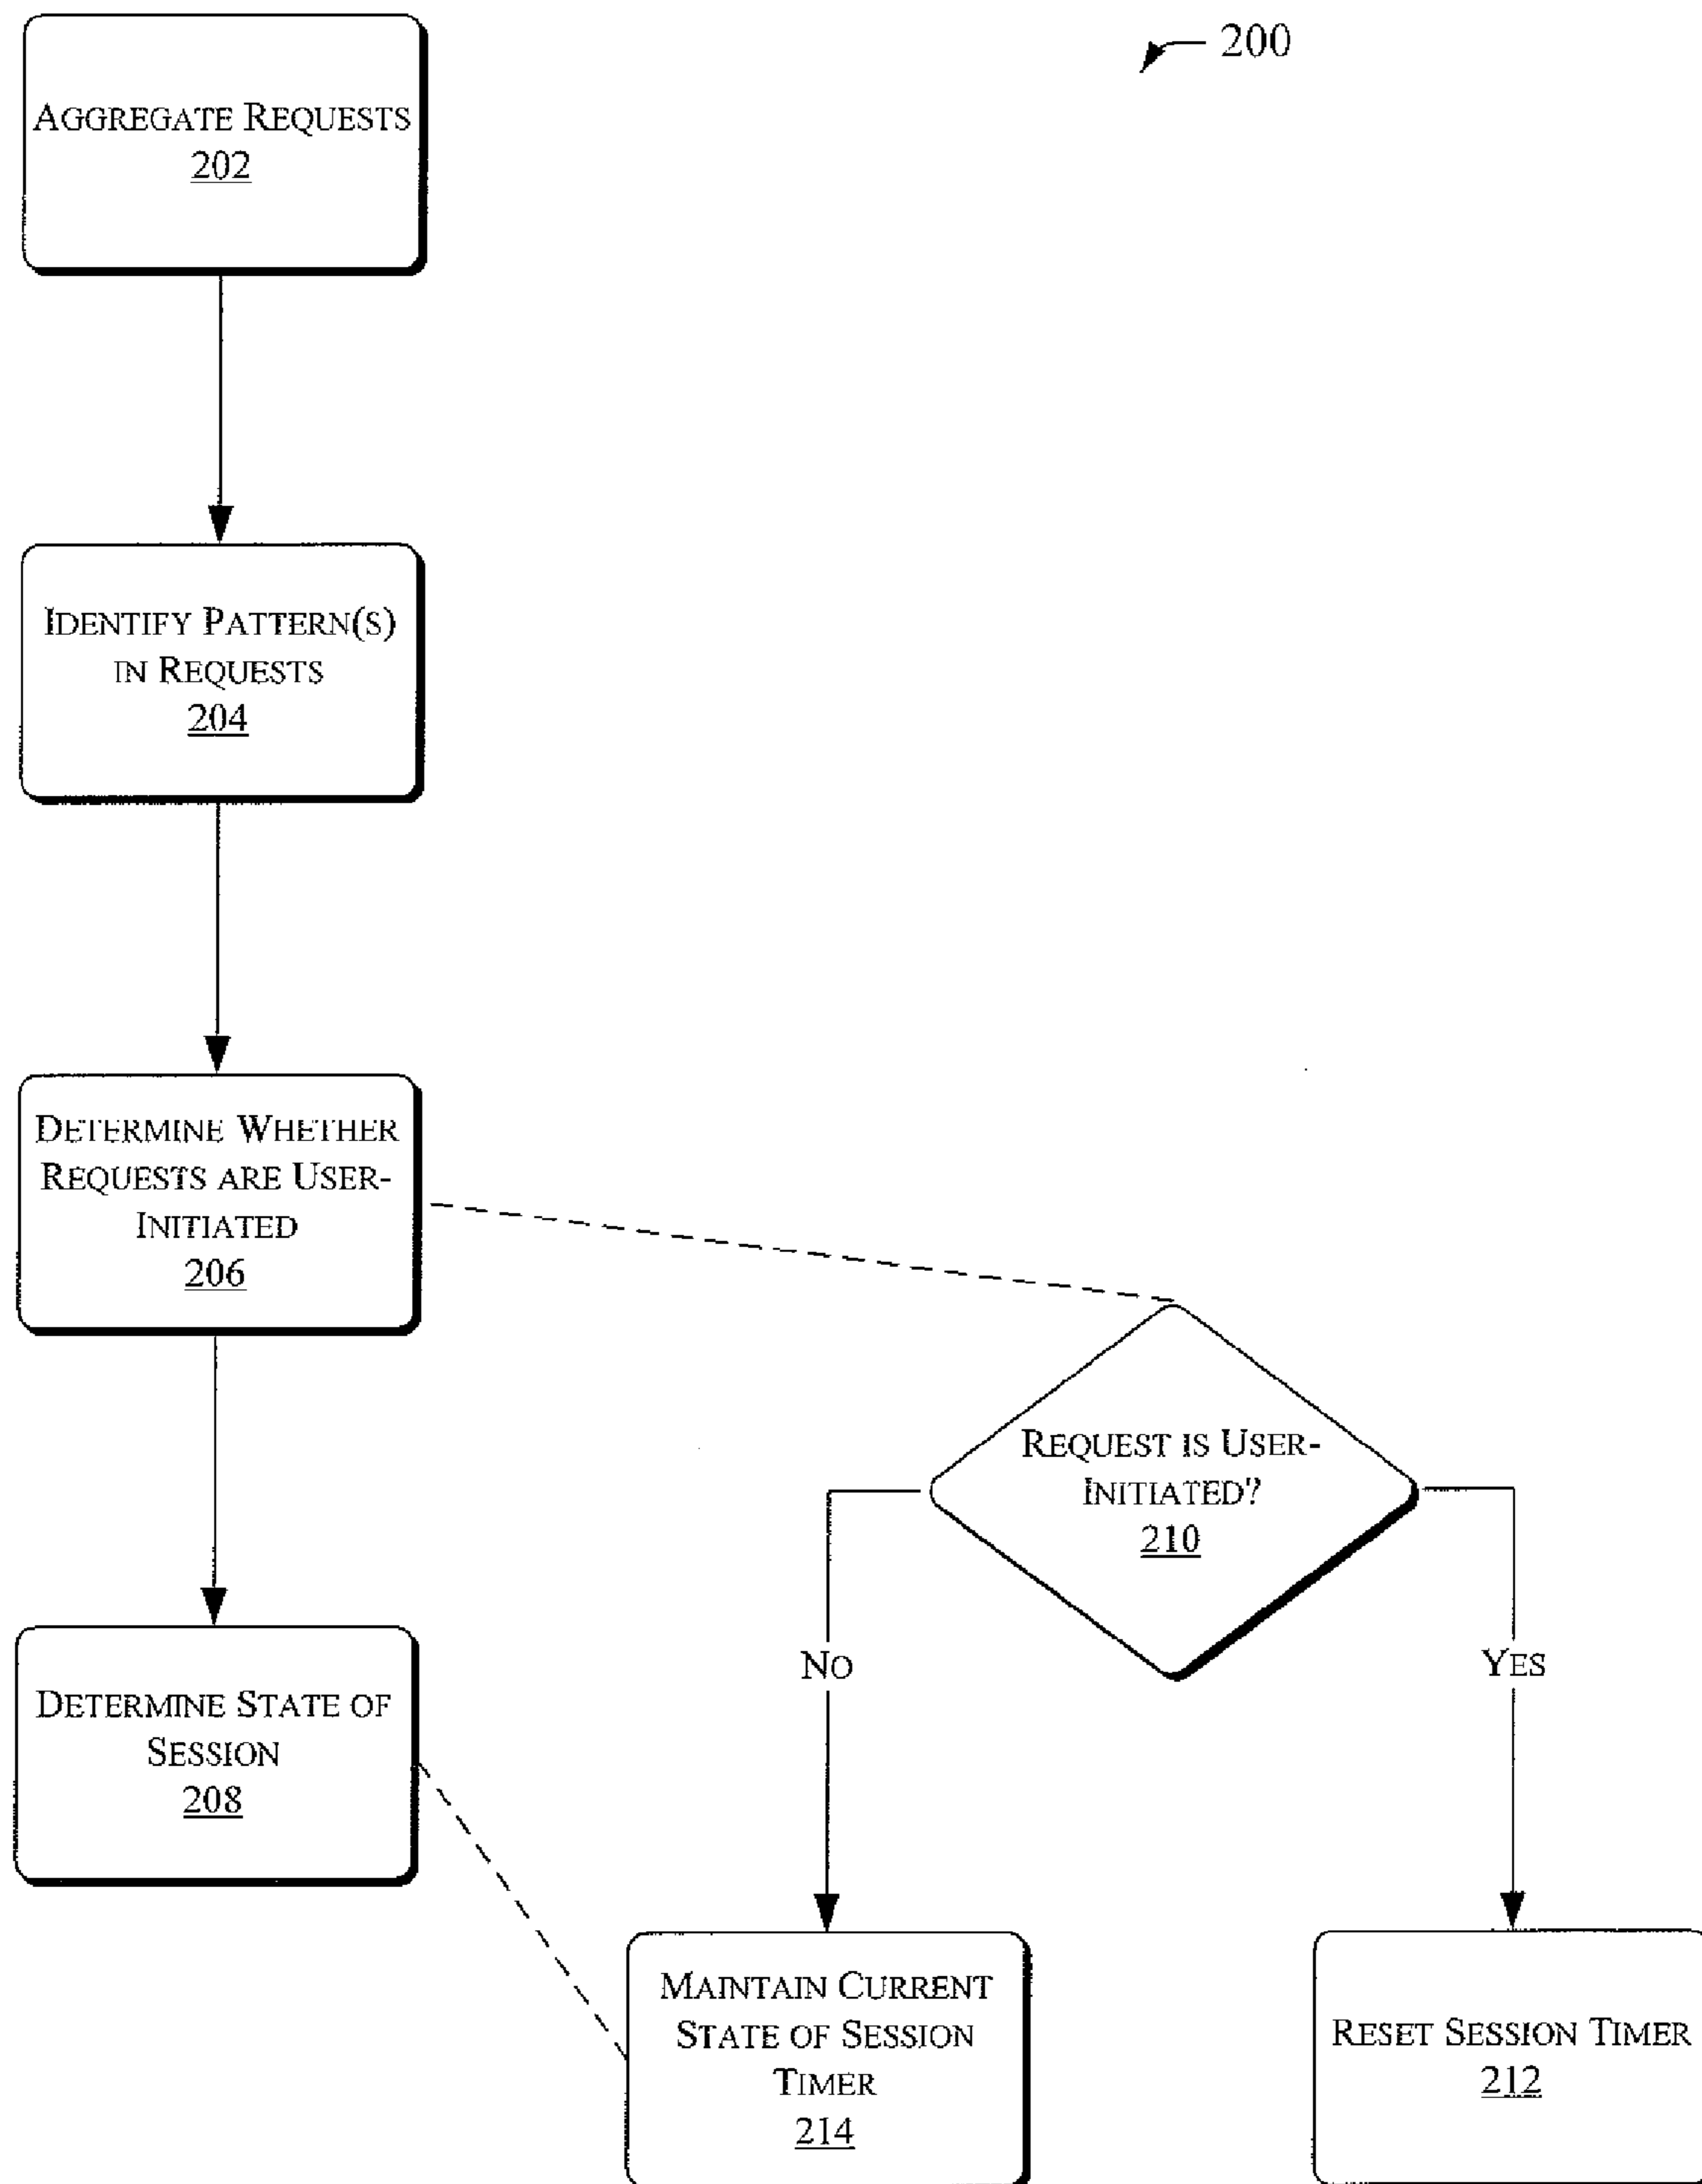 200
AGGREGATE REQUESTS
202
IDENTIFY PATTERN(S)
IN REQUESTS
204
DETERMINE WHETHER
REQUESTS ARE USER-
INITIATED
206
REQUEST IS USER-
INITIATED?
210
NO
YES
DETERMINE STATE OF
SESSION
208
MAINTAIN CURRENT
STATE OF SESSION
TIMER
214
RESET SESSION TIMER
212